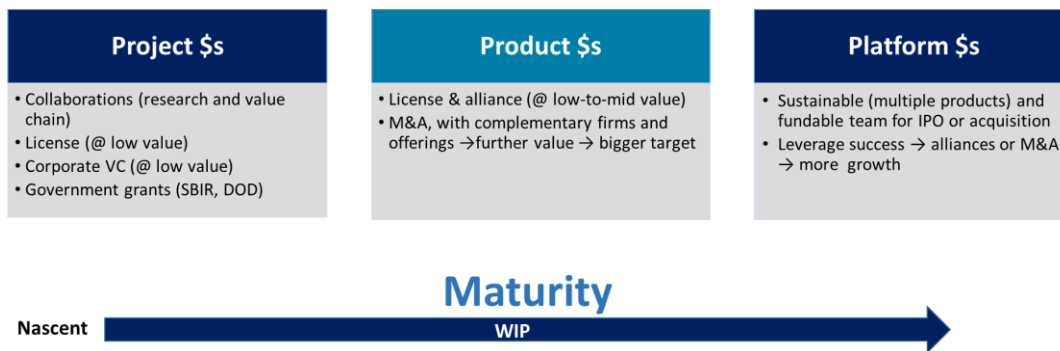 Project $s
• Collaborations (research and value
chain)
• License (@ low value)
• Corporate VC (@ low value)
• Government grants (SBIR, DOD)
Product $s
• License & alliance (@ low-to-mid value)
• M&A, with complementary firms and
offerings →further value → bigger target
Platform $s
• Sustainable (multiple products) and
fundable team for IPO or acquisition
• Leverage success → alliances or M&A
→ more growth
Maturity
Nascent
WIP